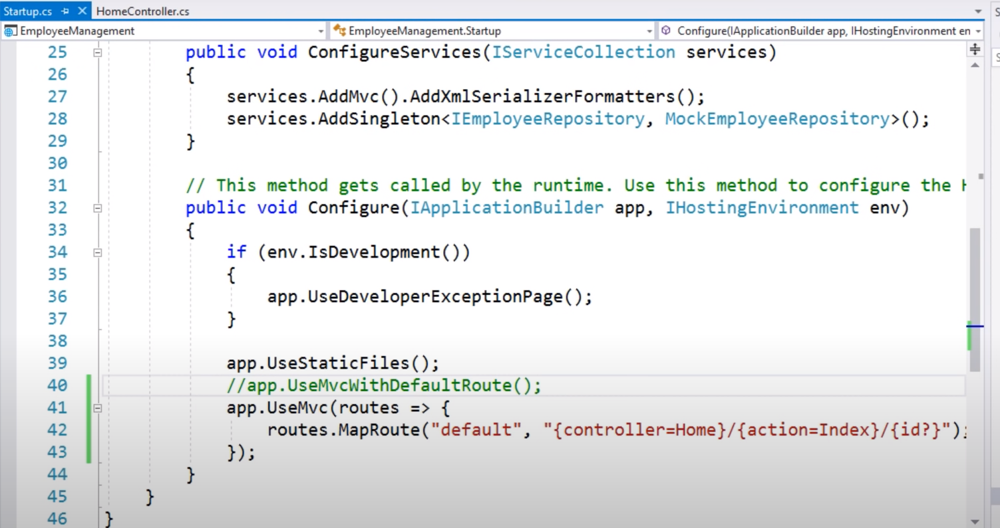 Startup.cs HomeController.cs
EmployeeManagement EmployeeManagement.Startup Configure(IApplicationBuilder app, IHostingEnvironment en
25 public void ConfigureServices(IServiceCollection services)
26 {
27 services.AddMvc().AddXmlSerializerFormatters();
28 services.AddSingleton<IEmployeeRepository, MockEmployeeRepository>();
29 }
30
31 // This method gets called by the runtime. Use this method to configure the
32 public void Configure(IApplicationBuilder app, IHostingEnvironment env)
33 {
34 if (env.IsDevelopment())
35 {
36 app.UseDeveloperExceptionPage();
37 }
38
39 app.UseStaticFiles();
40 //app.UseMvcWithDefaultRoute();
41 app.UseMvc(routes => {
42 routes.MapRoute("default", "{controller=Home}/{action=Index}/{id?}");
43 });
44 }
45 }
46 }